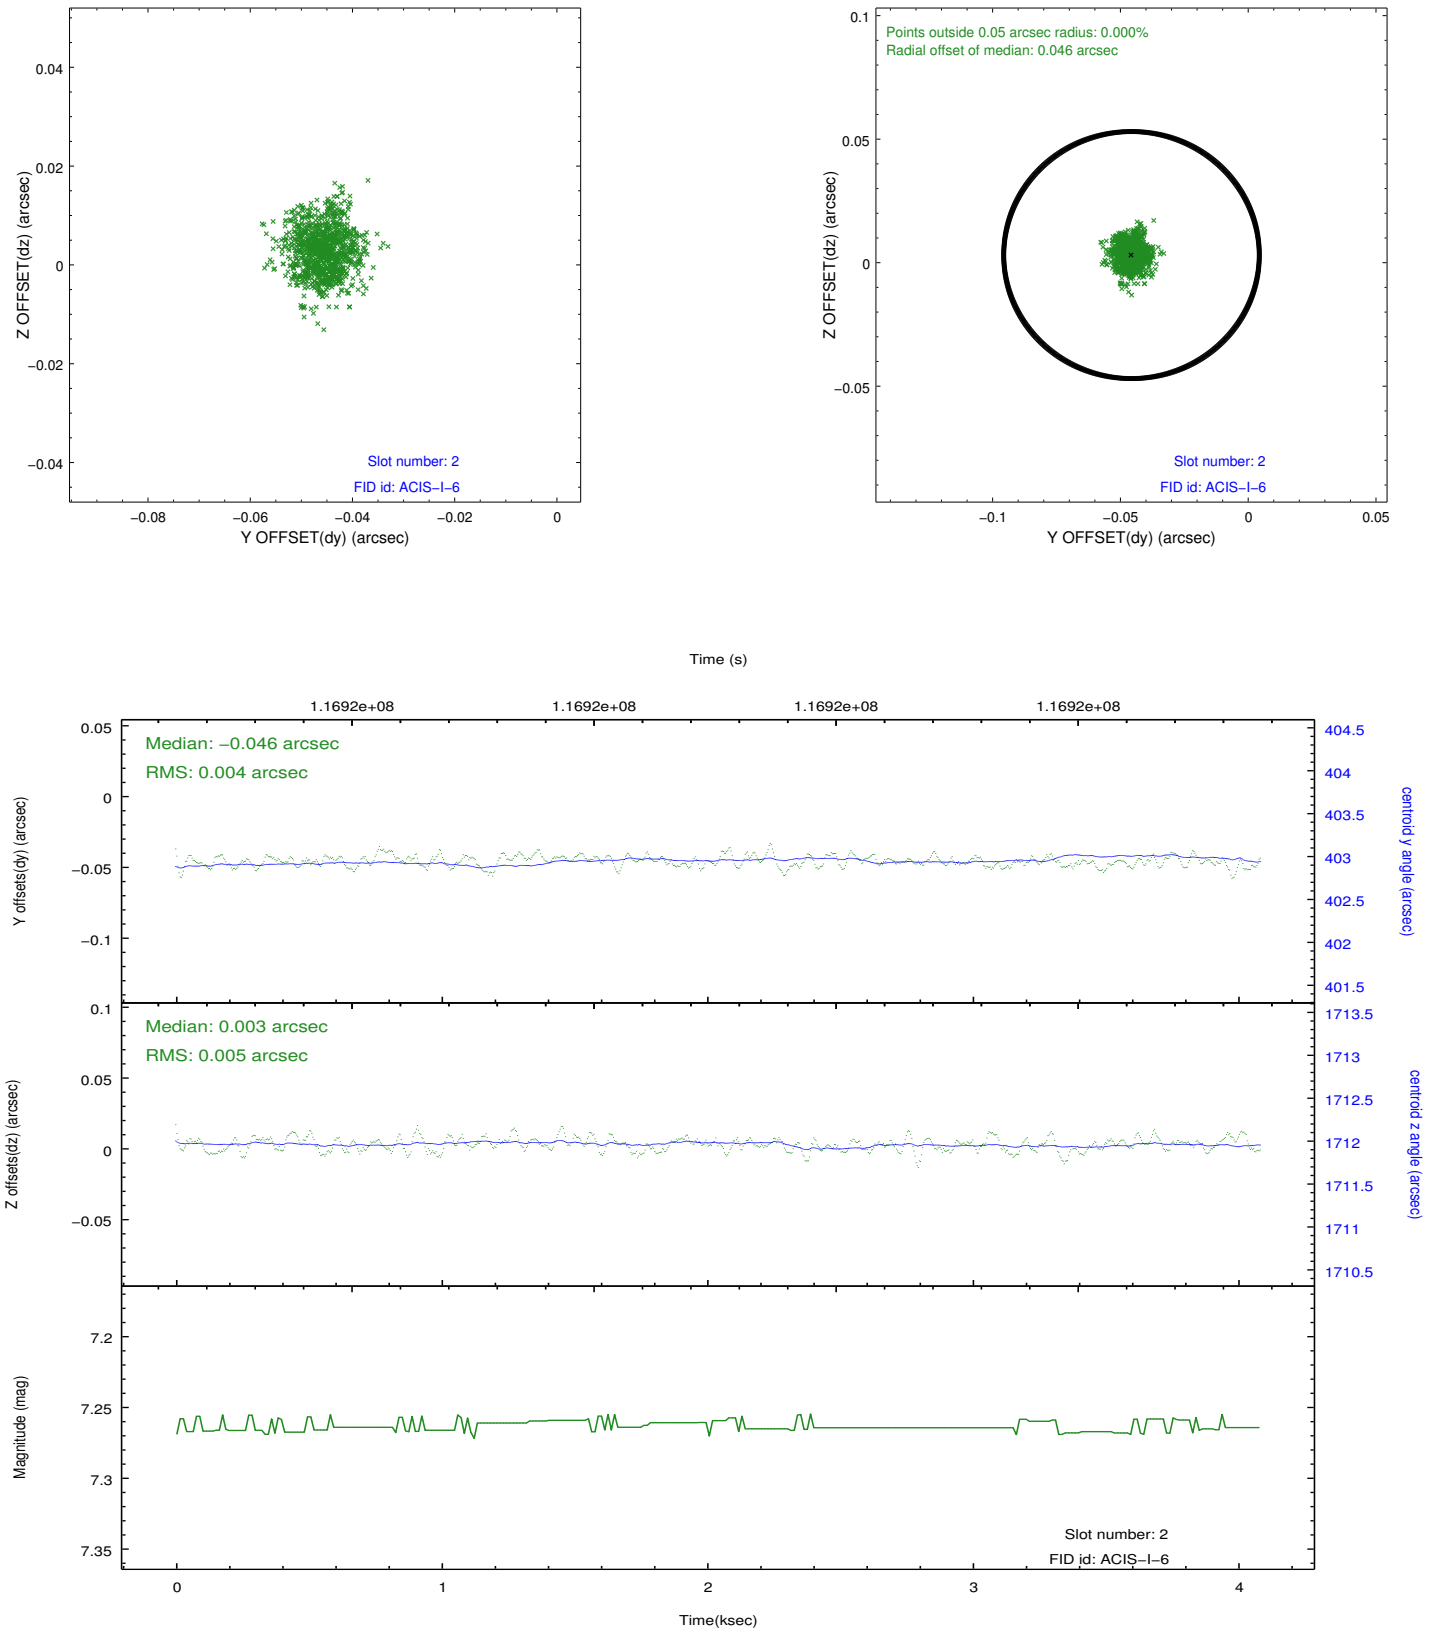 0.04
0.02
0
−0.02
−0.04
Z OFFSET(dz) (arcsec)
Slot number: 2
FID id: ACIS−I−6
−0.08 −0.06 −0.04 −0.02 0
Y OFFSET(dy) (arcsec)
Points outside 0.05 arcsec radius: 0.000%
Radial offset of median: 0.046 arcsec
0.1
0.05
0
−0.05
Z OFFSET(dz) (arcsec)
Slot number: 2
FID id: ACIS−I−6
−0.1 −0.05 0 0.05
Y OFFSET(dy) (arcsec)
Time (s)
1.1692e+08 1.1692e+08 1.1692e+08 1.1692e+08
Median: −0.046 arcsec
RMS: 0.004 arcsec
0.05
0
−0.05
−0.1
Y offsets(dy) (arcsec)
404.5
404
403.5
403
402.5
402
401.5
centroid y angle (arcsec)
Median: 0.003 arcsec
RMS: 0.005 arcsec
0.1
0.05
0
−0.05
Z offsets(dz) (arcsec)
1713.5
1713
1712.5
1712
1711.5
1711
1710.5
centroid z angle (arcsec)
7.2
7.25
7.3
7.35
Magnitude (mag)
Slot number: 2
FID id: ACIS−I−6
0 1 2 3 4
Time(ksec)